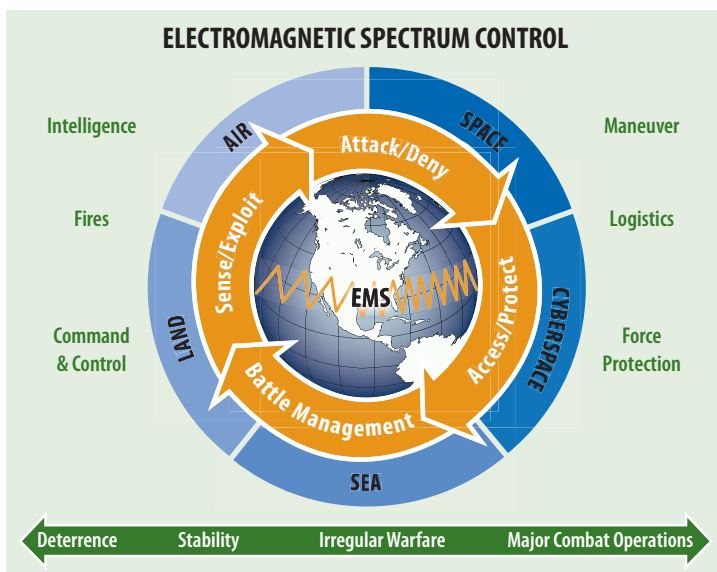 ELECTROMAGNETIC SPECTRUM CONTROL
Intelligence
Fires
Command
& Control
AIR
SPACE
CYBERSPACE
SEA
LAND
Attack/Deny
Access/Protect
Battle Management
Sense/Exploit
EMS
Maneuver
Logistics
Force
Protection
Deterrence
Stability
Irregular Warfare
Major Combat Operations